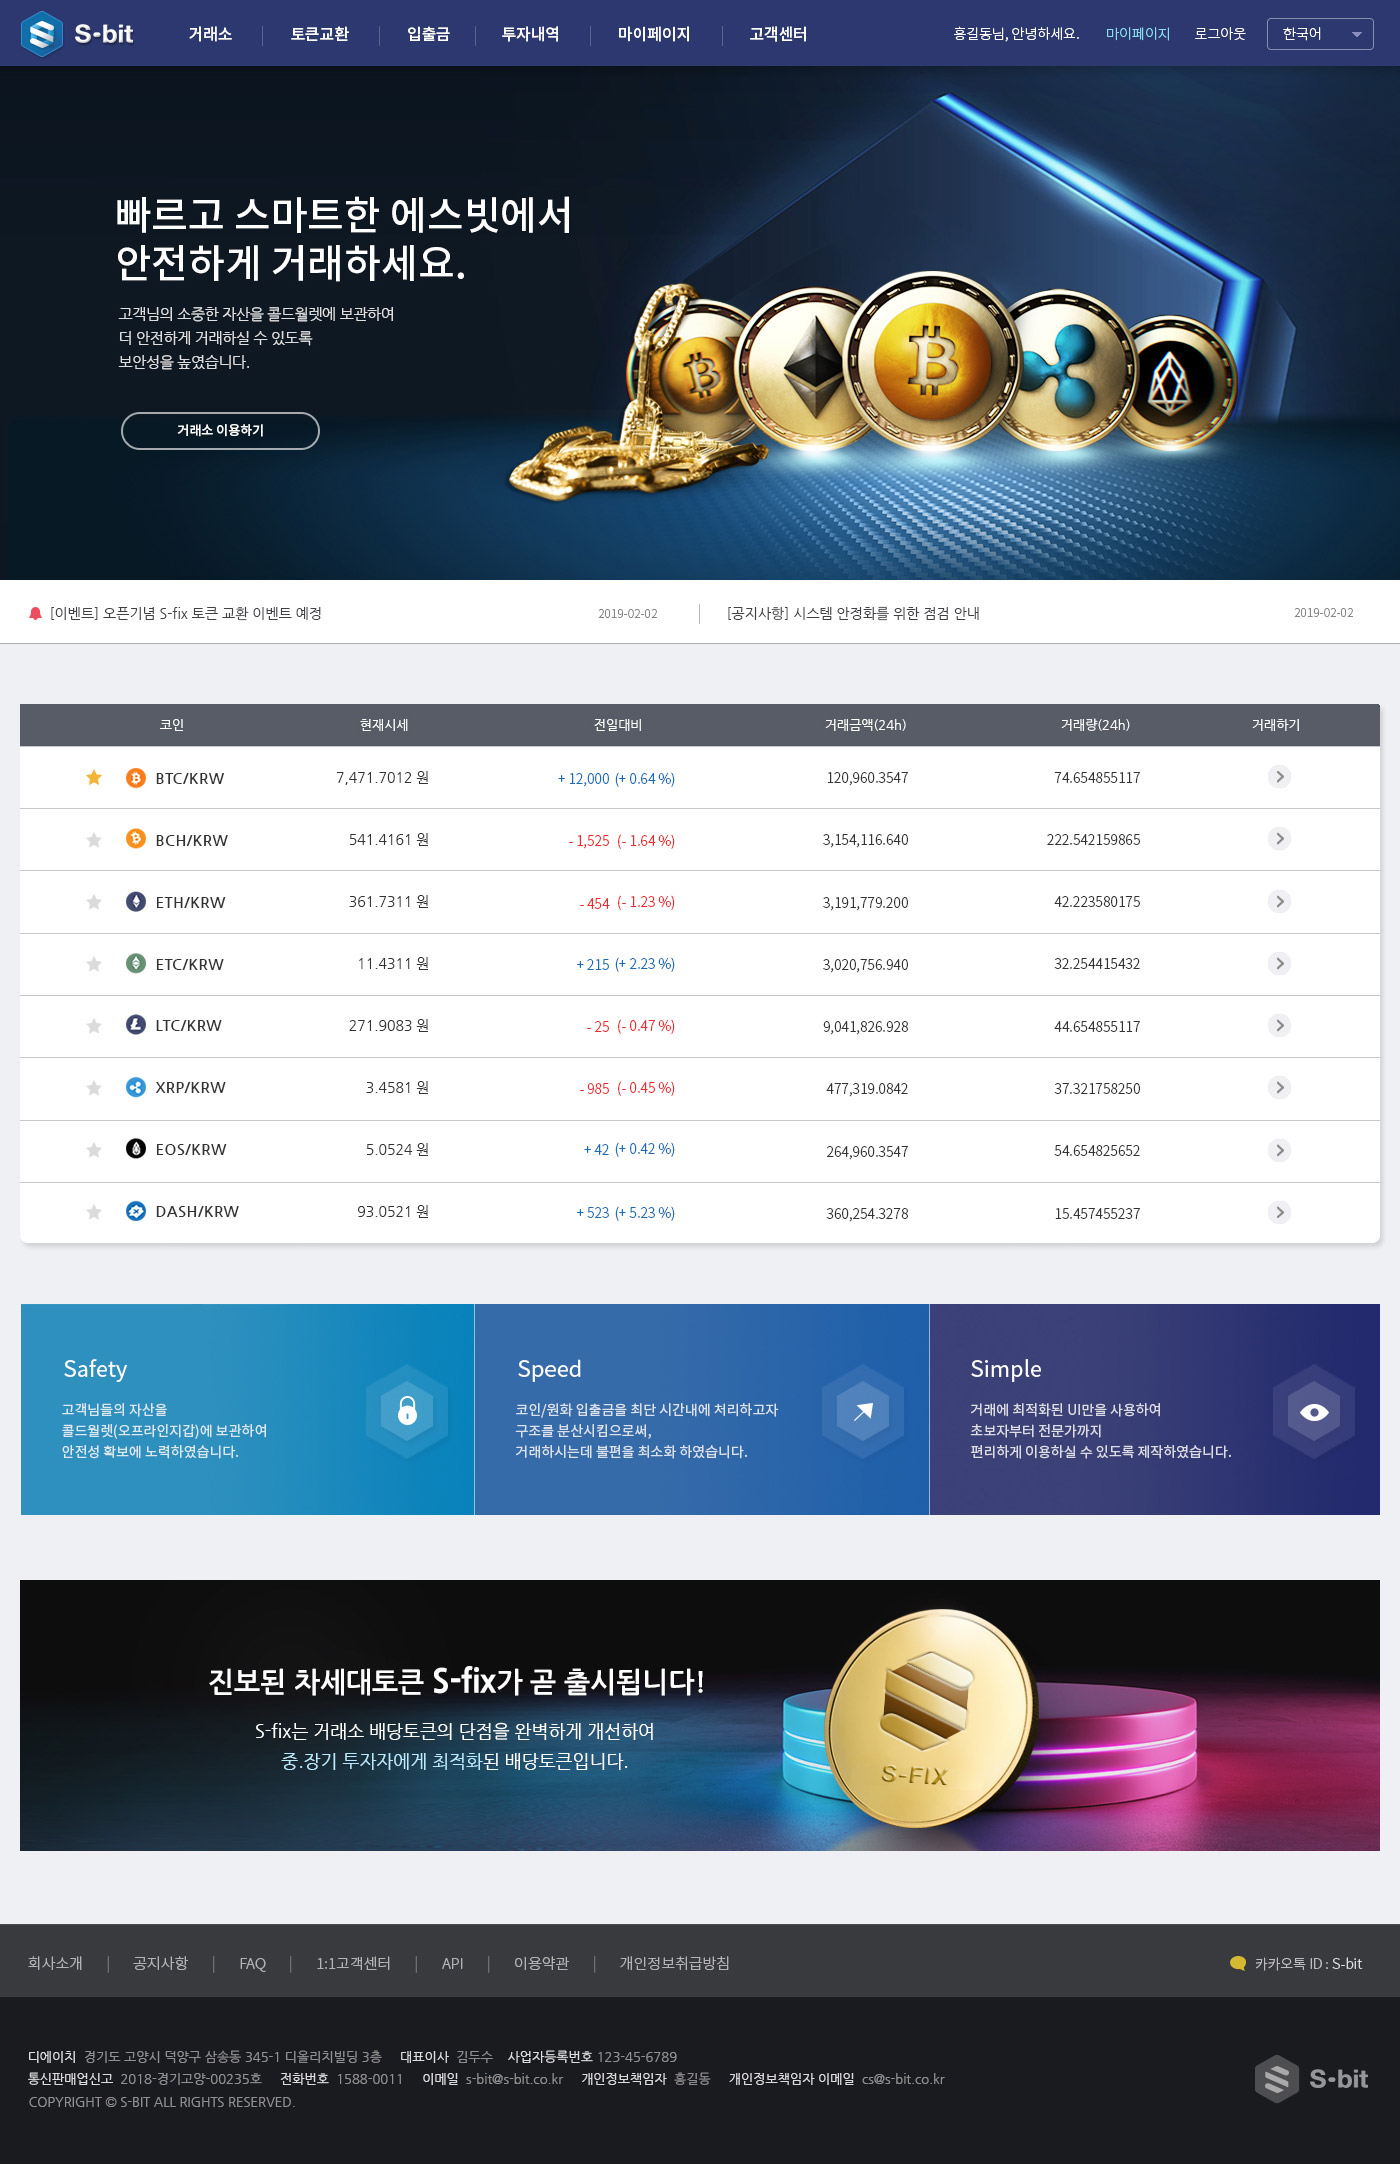 S-bit
거래소
토큰교환
입출금
투자내역
마이페이지
고객센터
홍길동님, 안녕하세요.
마이페이지
로그아웃
한국어
빠르고 스마트한 에스빗에서
안전하게 거래하세요.
고객님의 소중한 자산을 콜드월렛에 보관하여
더 안전하게 거래하실 수 있도록
보안성을 높였습니다.
거래소 이용하기
[이벤트] 오픈기념 S-fix 토큰 교환 이벤트 예정 2019-02-02
[공지사항] 시스템 안정화를 위한 점검 안내 2019-02-02
코인 현재시세 전일대비 거래금액(24h) 거래량(24h) 거래하기
BTC/KRW 7,471.7012 원 + 12,000 (+ 0.64 %) 120,960.3547 74.654855117
BCH/KRW 541.4161 원 - 1,525 (- 1.64 %) 3,154,116.640 222.542159865
ETH/KRW 361.7311 원 - 454 (- 1.23 %) 3,191,779.200 42.223580175
ETC/KRW 11.4311 원 + 215 (+ 2.23 %) 3,020,756.940 32.254415432
LTC/KRW 271.9083 원 - 25 (- 0.47 %) 9,041,826.928 44.654855117
XRP/KRW 3.4581 원 - 985 (- 0.45 %) 477,319.0842 37.321758250
EOS/KRW 5.0524 원 + 42 (+ 0.42 %) 264,960.3547 54.654825652
DASH/KRW 93.0521 원 + 523 (+ 5.23 %) 360,254.3278 15.457455237
Safety
고객님들의 자산을
콜드월렛(오프라인지갑)에 보관하여
안전성 확보에 노력하였습니다.
Speed
코인/원화 입출금을 최단 시간내에 처리하고자
구조를 분산시킴으로써,
거래하시는데 불편을 최소화 하였습니다.
Simple
거래에 최적화된 UI만을 사용하여
초보자부터 전문가까지
편리하게 이용하실 수 있도록 제작하였습니다.
진보된 차세대토큰 S-fix가 곧 출시됩니다!
S-fix는 거래소 배당토큰의 단점을 완벽하게 개선하여
중.장기 투자자에게 최적화된 배당토큰입니다.
S-FIX
회사소개
공지사항
FAQ
1:1고객센터
API
이용약관
개인정보취급방침
카카오톡 ID : S-bit
디에이치 경기도 고양시 덕양구 삼송동 345-1 디올리치빌딩 3층 대표이사 김두수 사업자등록번호 123-45-6789
통신판매업신고 2018-경기고양-00235호 전화번호 1588-0011 이메일 s-bit@s-bit.co.kr 개인정보책임자 홍길동 개인정보책임자 이메일 cs@s-bit.co.kr
COPYRIGHT © S-BIT ALL RIGHTS RESERVED.
S-bit